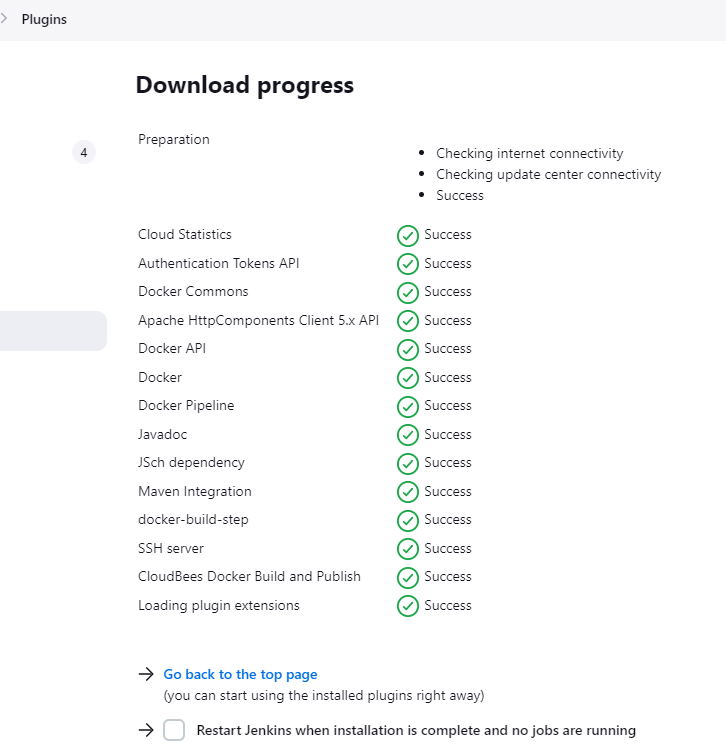 Plugins
Download progress
4
Preparation
Checking internet connectivity
Checking update center connectivity
Success
Cloud Statistics Success
Authentication Tokens API Success
Docker Commons Success
Apache HttpComponents Client 5.x API Success
Docker API Success
Docker Success
Docker Pipeline Success
Javadoc Success
JSch dependency Success
Maven Integration Success
docker-build-step Success
SSH server Success
CloudBees Docker Build and Publish Success
Loading plugin extensions Success
Go back to the top page
(you can start using the installed plugins right away)
Restart Jenkins when installation is complete and no jobs are running